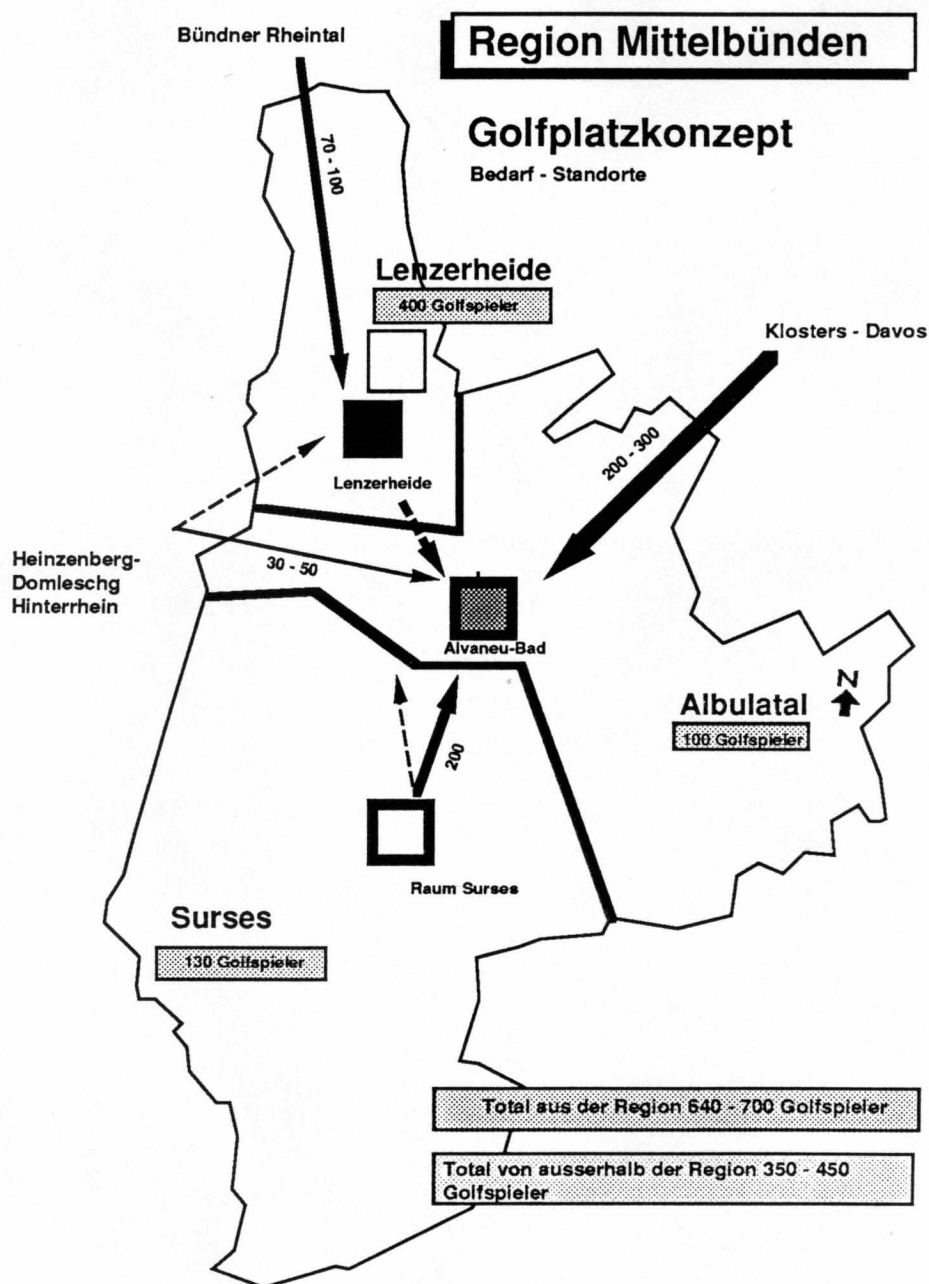 Bündner Rheintal
Region Mittelbünden
Golfplatzkonzept
Bedarf - Standorte
70 - 100
Lenzerheide
400 Golfspieler
Klosters - Davos
200 - 300
Lenzerheide
Heinzenberg-
Domleschg
Hinterrhein
30 - 50
Alvaneu-Bad
N
Albulatal
100 Golfspieler
200
Raum Surses
Surses
130 Golfspieler
Total aus der Region 640 - 700 Golfspieler
Total von ausserhalb der Region 350 - 450
Golfspieler